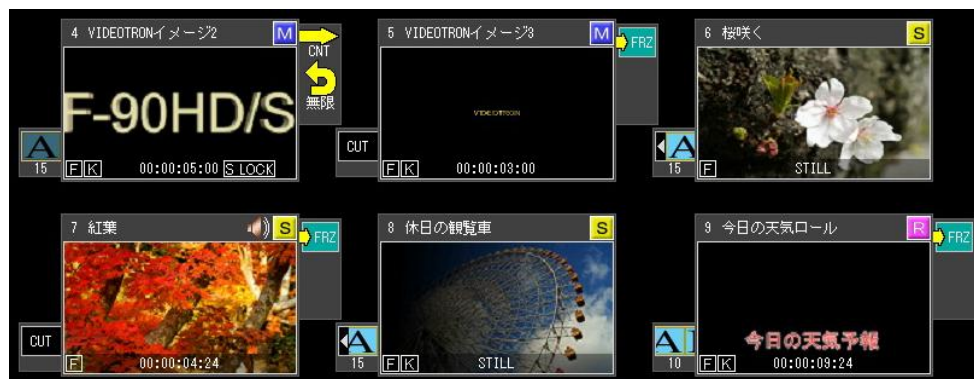 4 VIDEOTRONイメージ2 M
CNT
無限
F-90HD/S
A
15
F K 00:00:05:00 S LOCK
5 VIDEOTRONイメージ3 M
FRZ
VIDEOTRON
CUT
F K 00:00:03:00
6 桜咲く S
A
15
F STILL
7 紅葉 S
FRZ
CUT
F 00:00:04:24
8 休日の観覧車 S
A
15
F K STILL
9 今日の天気ロール R
FRZ
今日の天気予報
A
10
F K 00:00:09:24